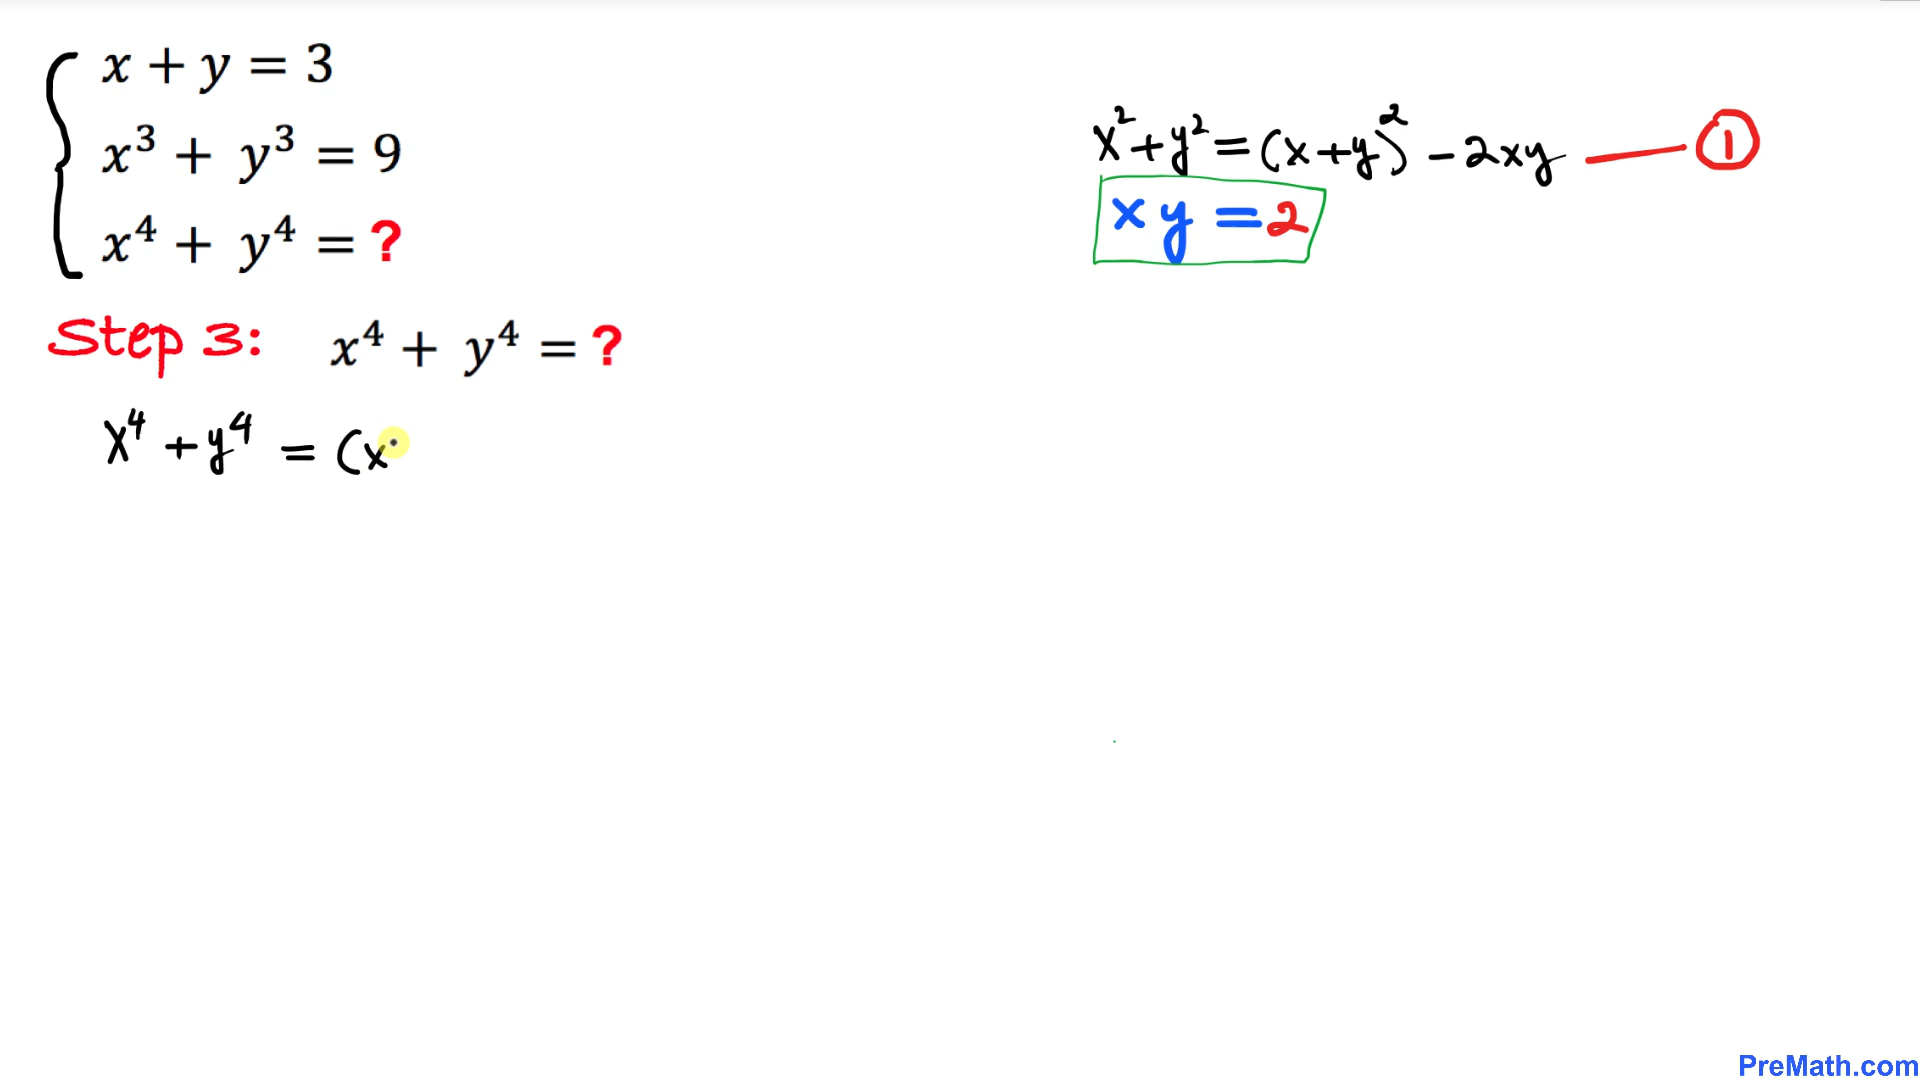 x + y = 3
x³ + y³ = 9
x⁴ + y⁴ = ?
x² + y² = (x + y)² - 2xy — ①
xy = 2
Step 3: x⁴ + y⁴ = ?
x⁴ + y⁴ = (x
PreMath.com